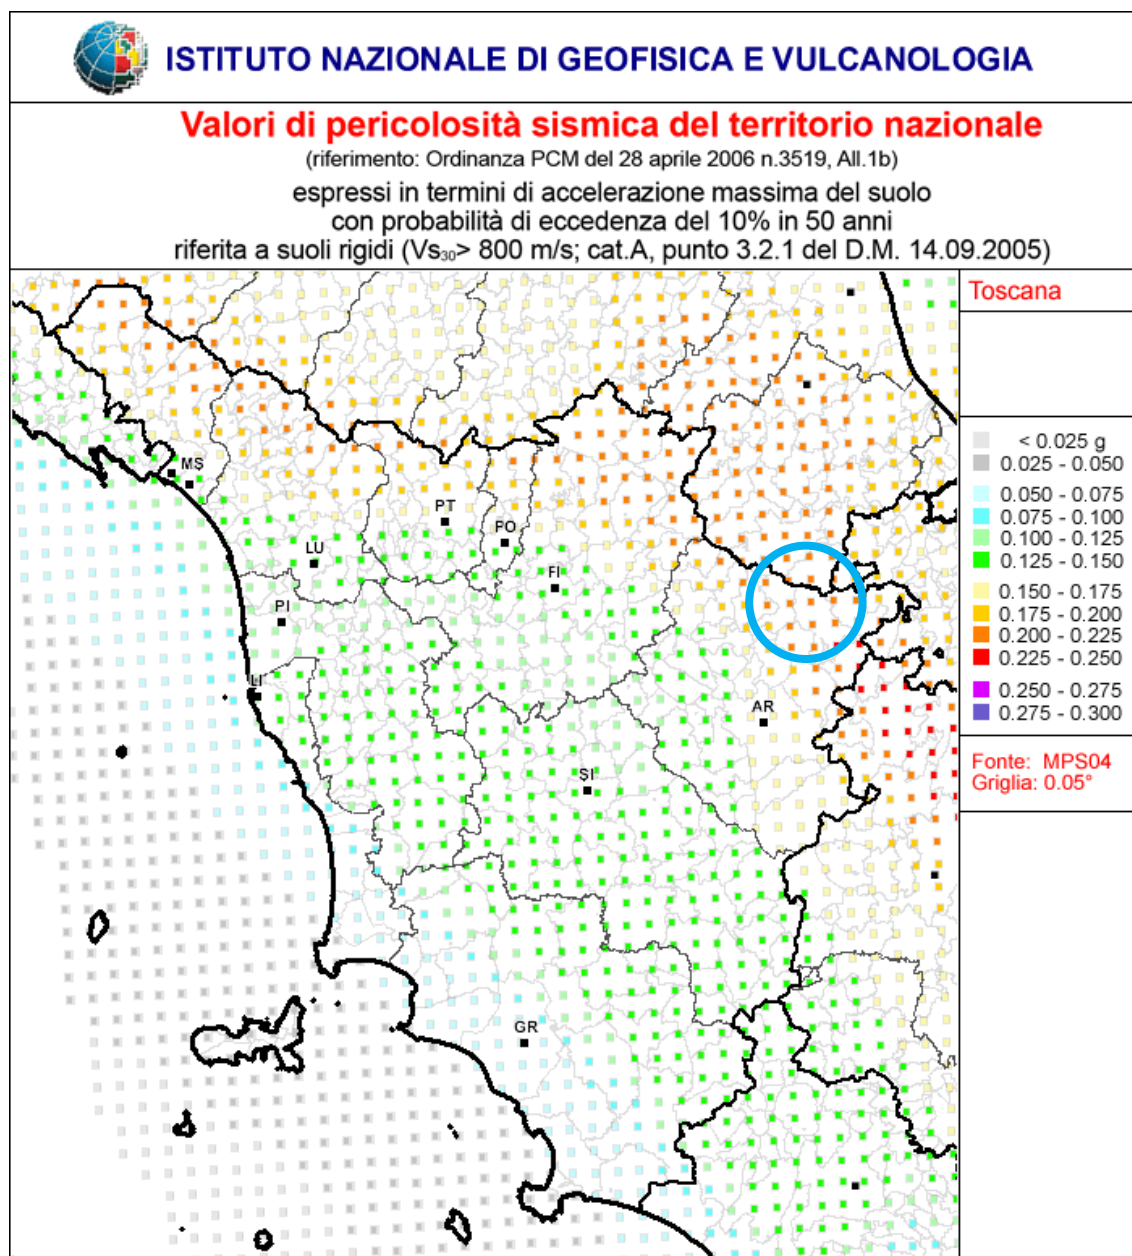 ISTITUTO NAZIONALE DI GEOFISICA E VULCANOLOGIA
Valori di pericolosità sismica del territorio nazionale
(riferimento: Ordinanza PCM del 28 aprile 2006 n.3519, All.1b)
espressi in termini di accelerazione massima del suolo
con probabilità di eccedenza del 10% in 50 anni
riferita a suoli rigidi (Vs30> 800 m/s; cat.A, punto 3.2.1 del D.M. 14.09.2005)
Toscana
< 0.025 g
0.025 - 0.050
0.050 - 0.075
0.075 - 0.100
0.100 - 0.125
0.125 - 0.150
0.150 - 0.175
0.175 - 0.200
0.200 - 0.225
0.225 - 0.250
0.250 - 0.275
0.275 - 0.300
Fonte: MPS04
Griglia: 0.05°
MS
PT
PO
LU
FI
PI
LI
AR
SI
GR